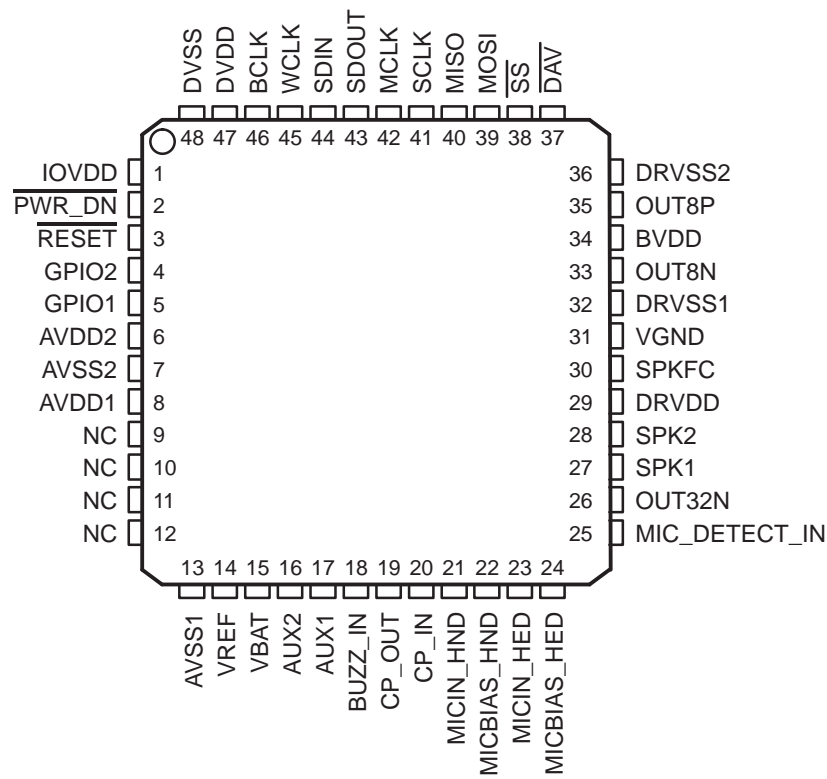 DVSS
DVDD
BCLK
WCLK
SDIN
SDOUT
MCLK
SCLK
MISO
MOSI
SS
DAV
48 47 46 45 44 43 42 41 40 39 38 37
IOVDD 1
PWR_DN 2
RESET 3
GPIO2 4
GPIO1 5
AVDD2 6
AVSS2 7
AVDD1 8
NC 9
NC 10
NC 11
NC 12
36 DRVSS2
35 OUT8P
34 BVDD
33 OUT8N
32 DRVSS1
31 VGND
30 SPKFC
29 DRVDD
28 SPK2
27 SPK1
26 OUT32N
25 MIC_DETECT_IN
13 14 15 16 17 18 19 20 21 22 23 24
AVSS1
VREF
VBAT
AUX2
AUX1
BUZZ_IN
CP_OUT
CP_IN
MICIN_HND
MICBIAS_HND
MICIN_HED
MICBIAS_HED